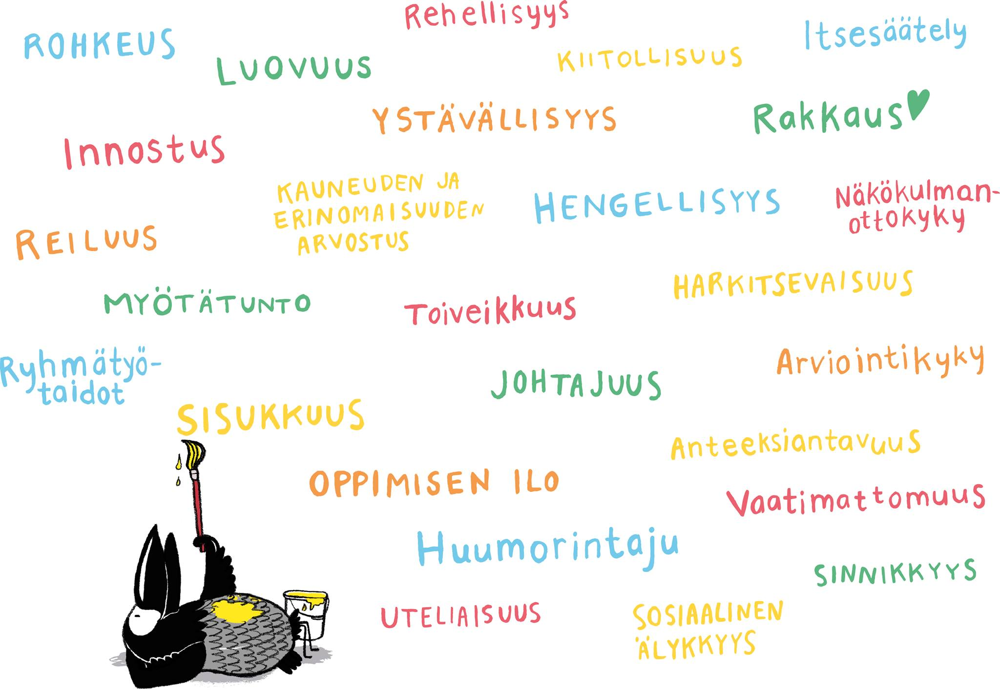 Rehellisyys
ROHKEUS
Itsesäätely
LUOVUUS
KIITOLLISUUS
YSTÄVÄLLISYYS
Rakkaus
Innostus
KAUNEUDEN JA
ERINOMAISUUDEN
ARVOSTUS
HENGELLISYYS
Näkökulman-
ottokyky
REILUUS
HARKITSEVAISUUS
MYÖTÄTUNTO
Toiveikkuus
Ryhmätyö-
taidot
Arviointikyky
JOHTAJUUS
SISUKKUUS
Anteeksiantavuus
OPPIMISEN ILO
Vaatimattomuus
Huumorintaju
SINNIKKYYS
UTELIAISUUS
SOSIAALINEN
ÄLYKKYYS